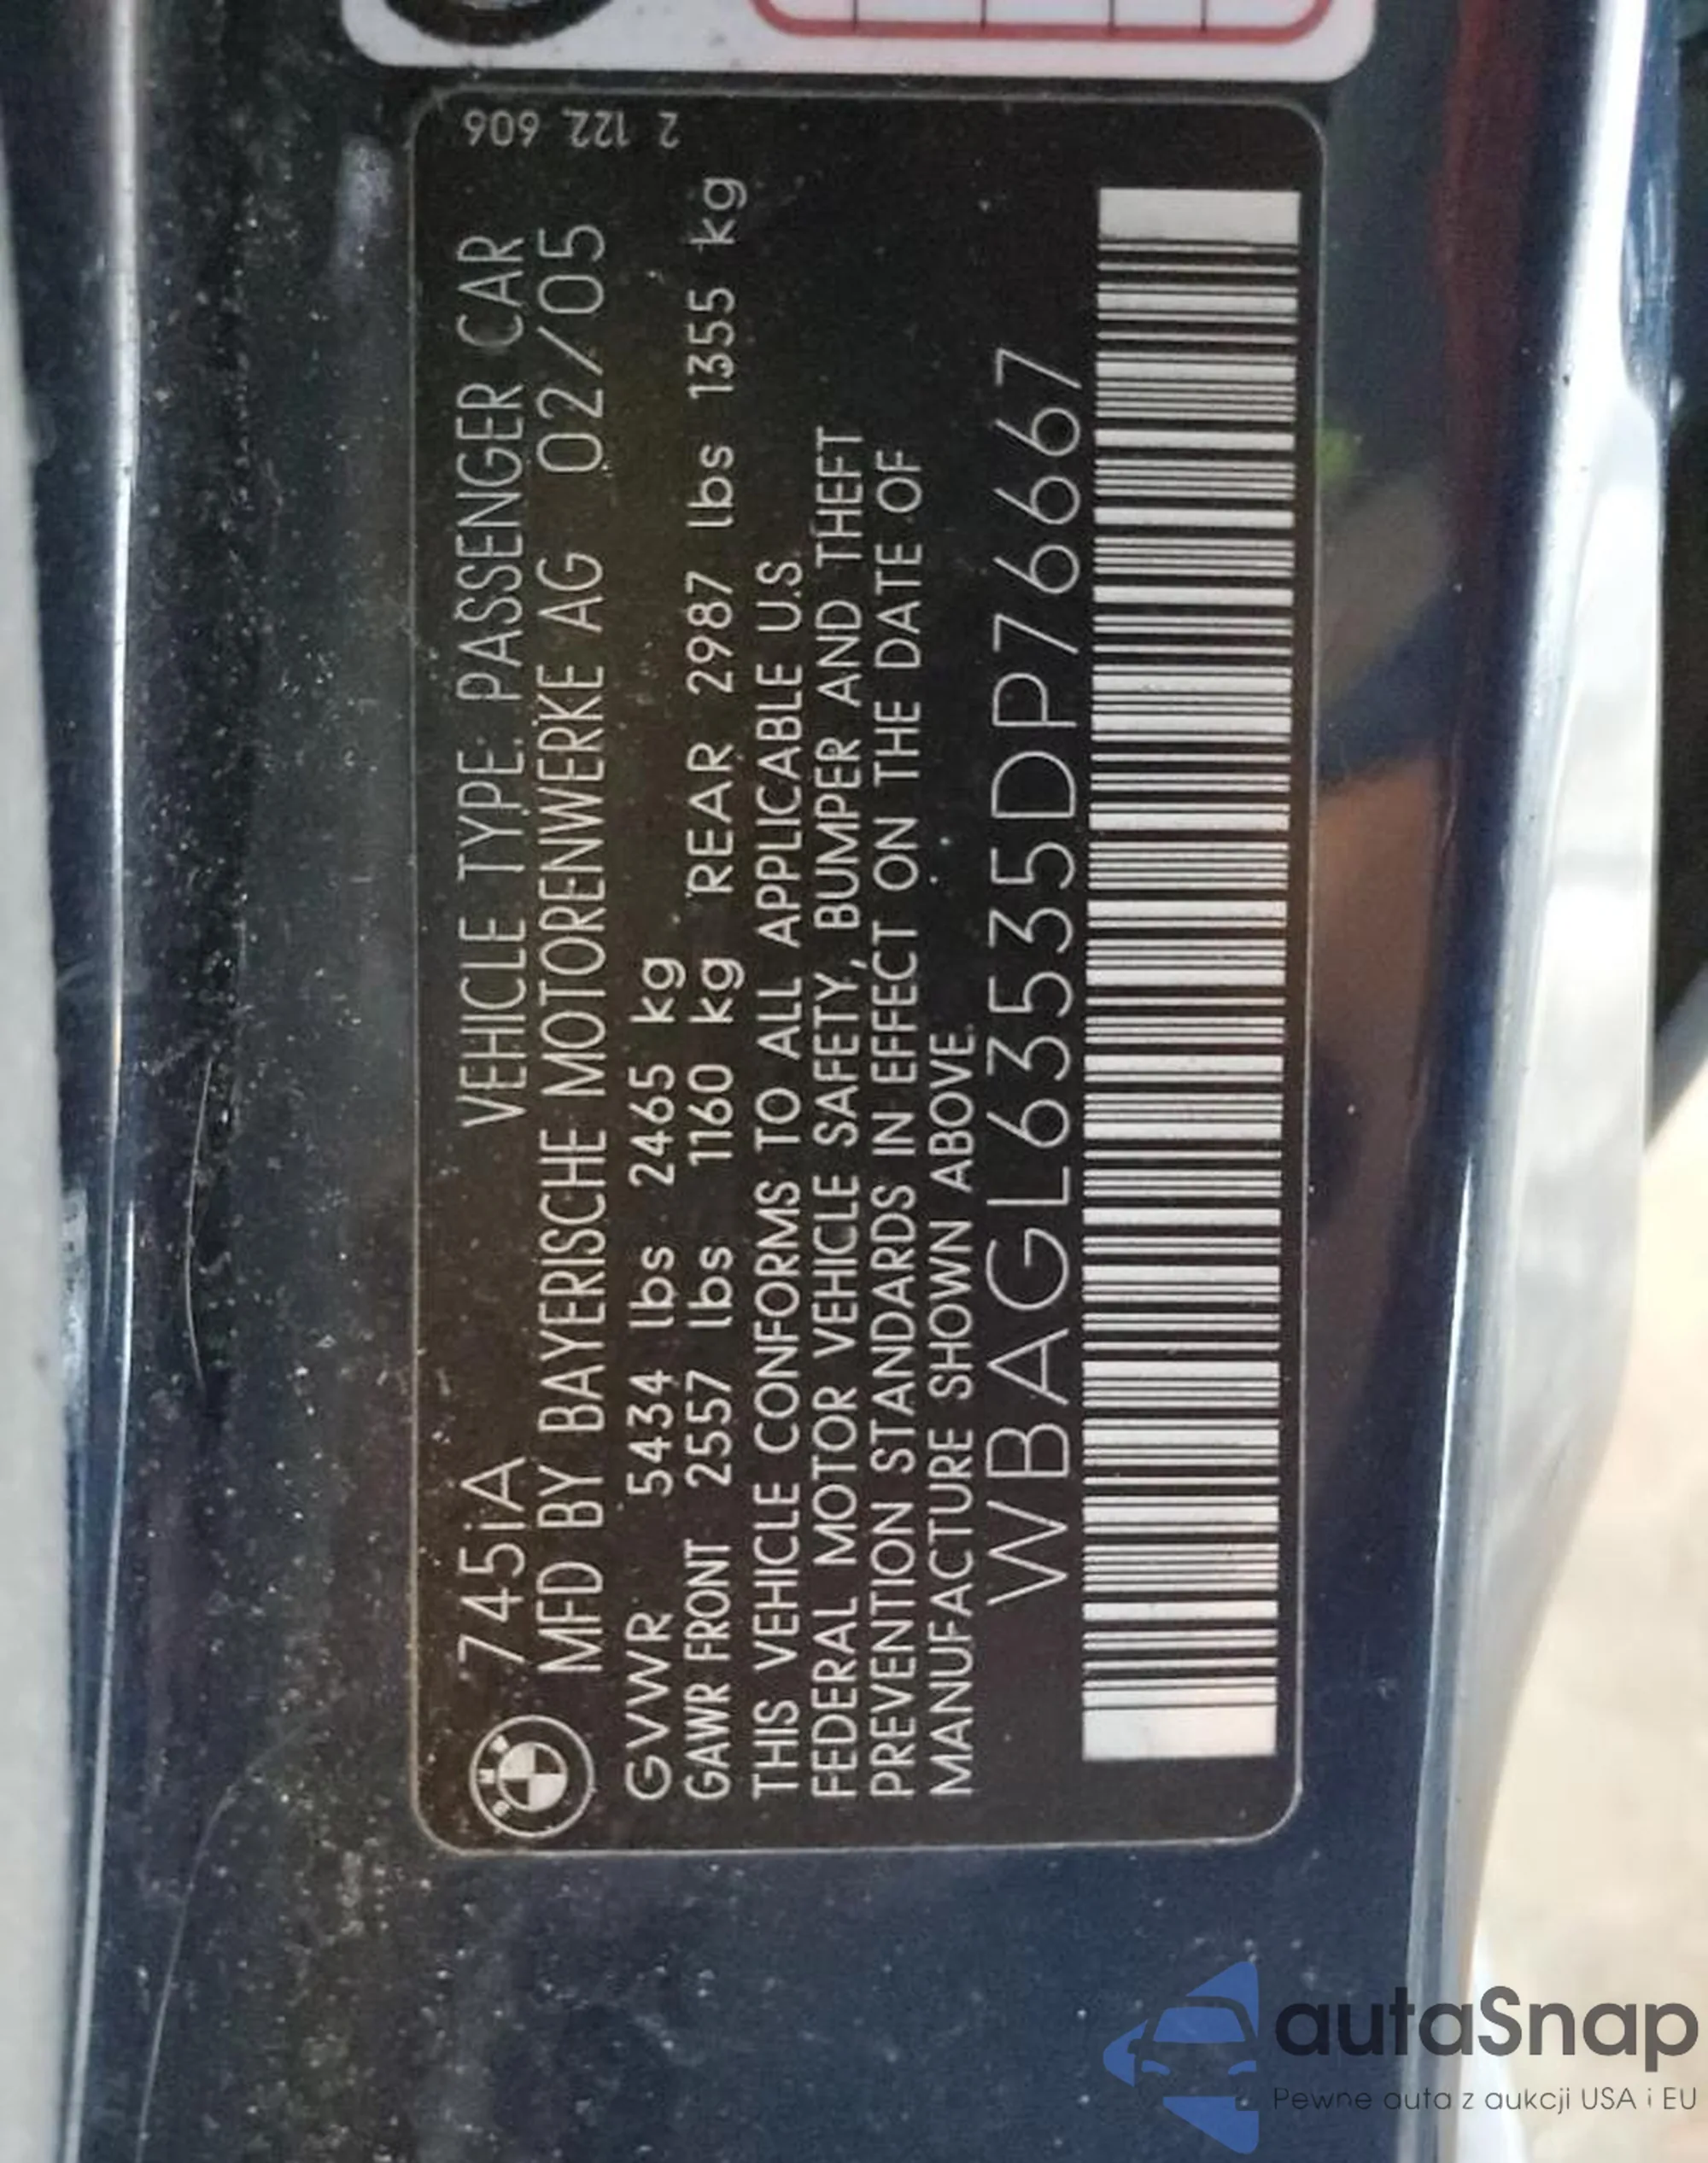 745iA VEHICLE TYPE: PASSENGER CAR
MFD BY BAYERISCHE MOTORENWERKE AG 02/05
GVWR 5434 lbs 2465 kg
GAWR FRONT 2557 lbs 1160 kg REAR 2987 lbs 1355 kg
THIS VEHICLE CONFORMS TO ALL APPLICABLE U.S.
FEDERAL MOTOR VEHICLE SAFETY, BUMPER AND THEFT
PREVENTION STANDARDS IN EFFECT ON THE DATE OF
MANUFACTURE SHOWN ABOVE.
WBAGL63535DP76667
2 122 606
autaSnap
Pewne auta z aukcji USA i EU